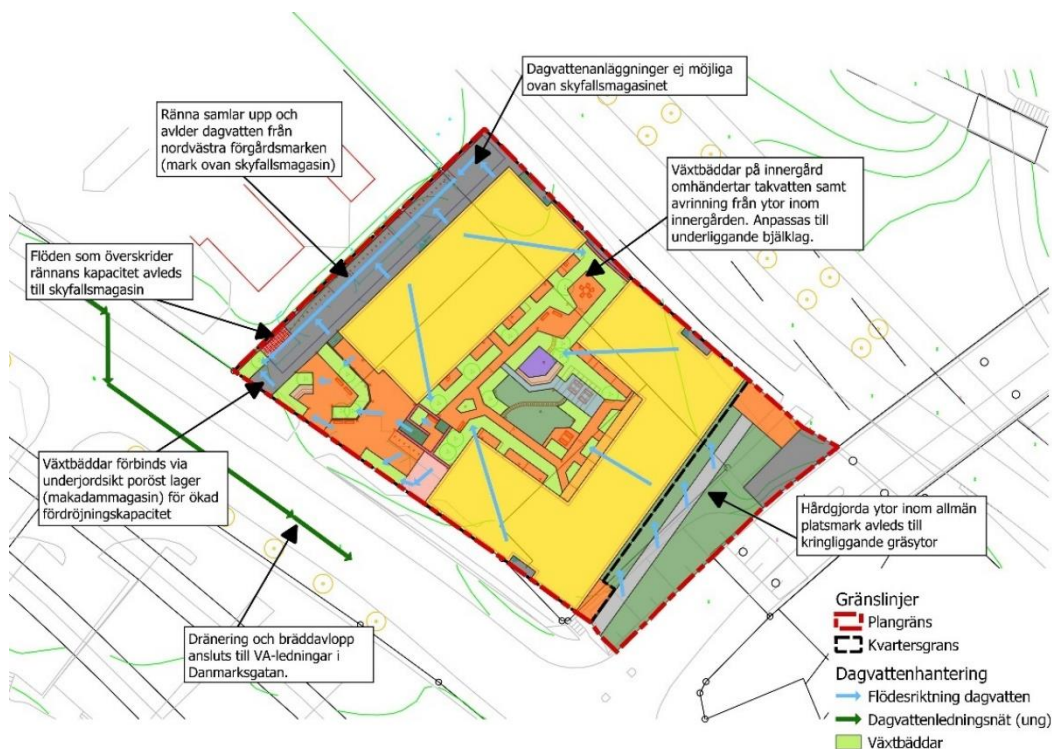 Dagvattenanläggningar ej möjliga
ovan skyfallsmagasinet
Ränna samlar upp och
avlder dagvatten från
nordvästra förgårdsmarken
(mark ovan skyfallsmagasin)
Växtbäddar på innergård
omhändertar takvatten samt
avrinning från ytor inom
innergården. Anpassas till
underliggande bjälklag.
Flöden som överskrider
rännans kapacitet avleds
till skyfallsmagasin
Växtbäddar förbinds via
underjordsikt poröst lager
(makadammagasin) för ökad
fördröjningskapacitet
Hårdgjorda ytor inom allmän
platsmark avleds till
kringliggande gräsytor
Dränering och bräddavlopp
ansluts till VA-ledningar i
Danmarksgatan.
Gränslinjer
Plangräns
Kvartersgrans
Dagvattenhantering
Flödesriktning dagvatten
Dagvattenledningsnät (ung)
Växtbäddar